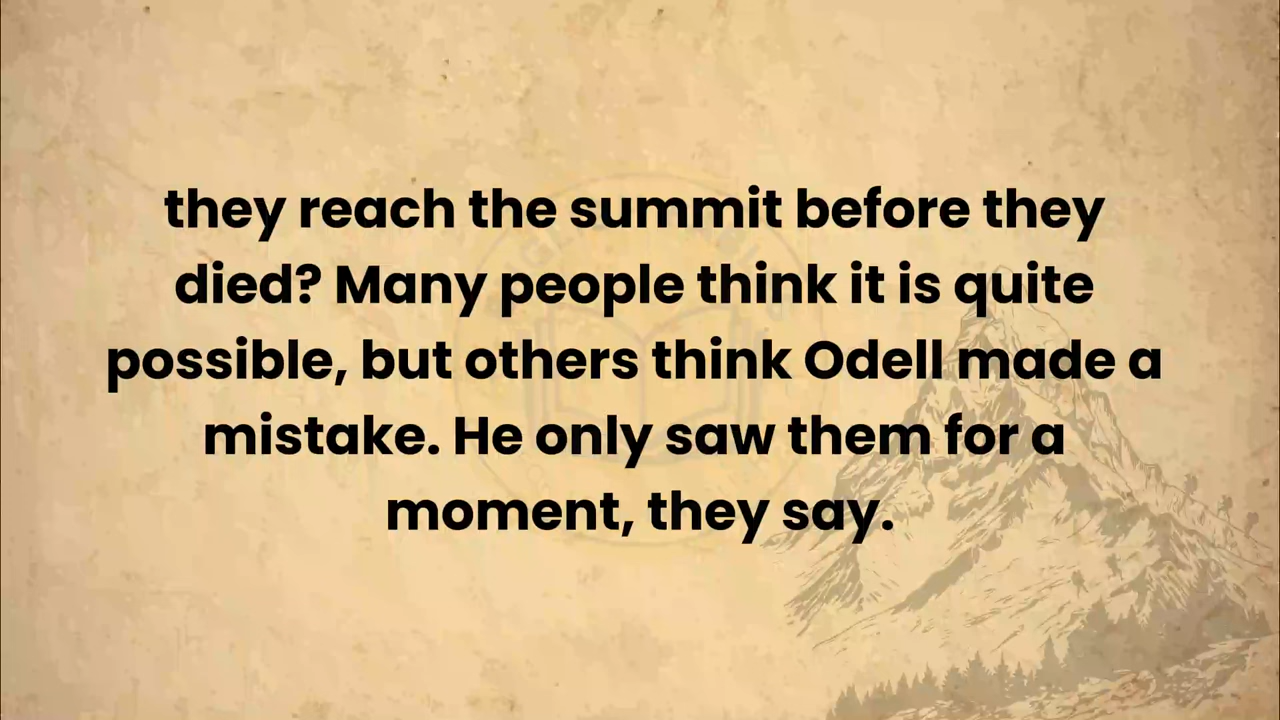 they reach the summit before they
died? Many people think it is quite
possible, but others think Odell made a
mistake. He only saw them for a
moment, they say.